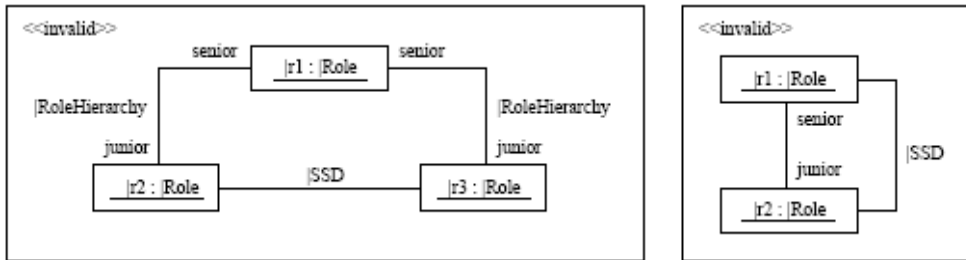 <<invalid>>
senior
|r1 : |Role
senior
|RoleHierarchy
|RoleHierarchy
junior
junior
|r2 : |Role
|SSD
|r3 : |Role
<<invalid>>
|r1 : |Role
senior
|SSD
junior
|r2 : |Role